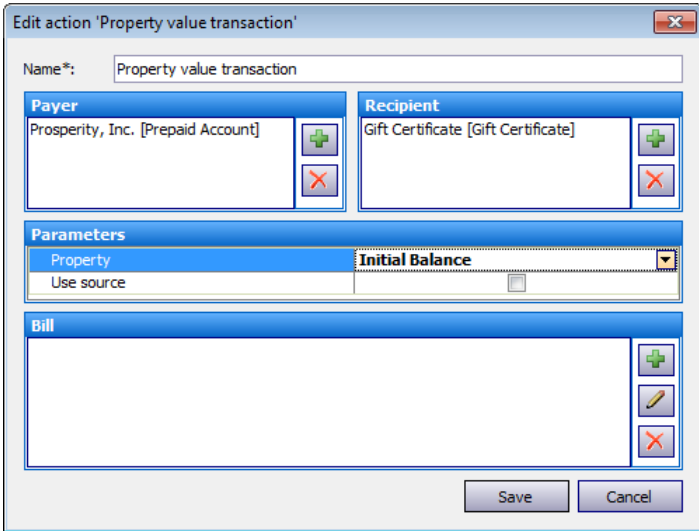 Edit action 'Property value transaction'
Name*: Property value transaction
Payer
Prosperity, Inc. [Prepaid Account]
Recipient
Gift Certificate [Gift Certificate]
Parameters
Property Initial Balance
Use source
Bill
Save Cancel